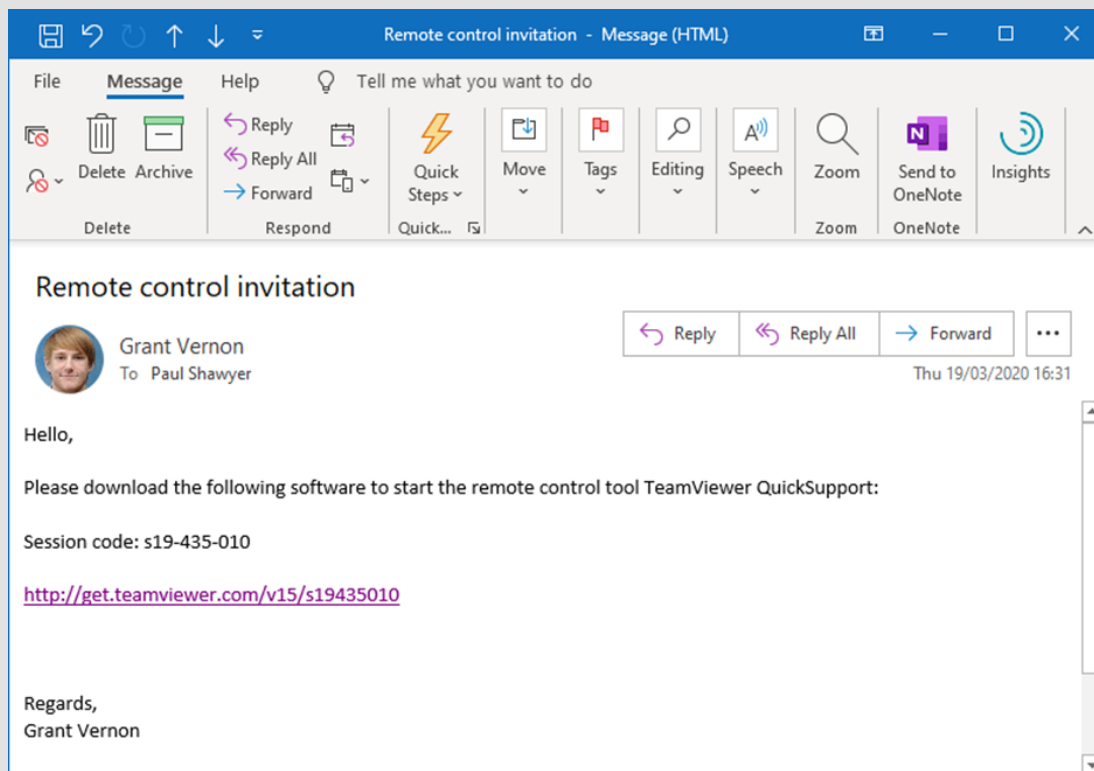 Remote control invitation - Message (HTML)
File Message Help Tell me what you want to do
Delete
Archive
Reply
Reply All
Forward
Quick
Steps
Move
Tags
Editing
A
Speech
Zoom
N
Send to
OneNote
Insights
Delete
Respond
Quick...
Zoom
OneNote
Remote control invitation
Grant Vernon
To Paul Shawyer
Reply
Reply All
Forward
Thu 19/03/2020 16:31
Hello,
Please download the following software to start the remote control tool TeamViewer QuickSupport:
Session code: s19-435-010
http://get.teamviewer.com/v15/s19435010
Regards,
Grant Vernon